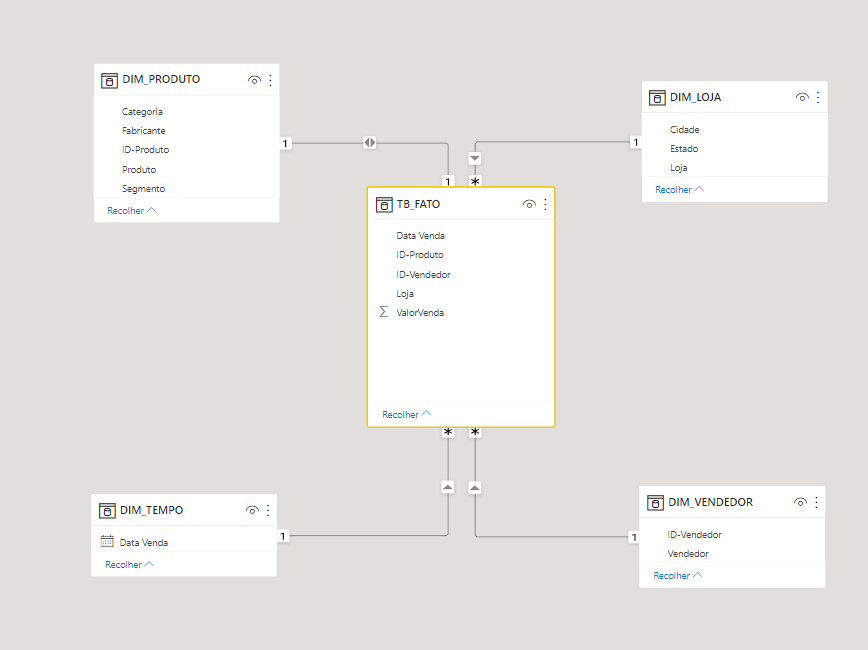 DIM_PRODUTO
Categoria
Fabricante
ID-Produto
Produto
Segmento
Recolher
1
1
DIM_LOJA
Cidade
Estado
Loja
Recolher
1
*
TB_FATO
Data Venda
ID-Produto
ID-Vendedor
Loja
Σ ValorVenda
Recolher
*
*
DIM_TEMPO
Data Venda
Recolher
1
DIM_VENDEDOR
ID-Vendedor
Vendedor
Recolher
1